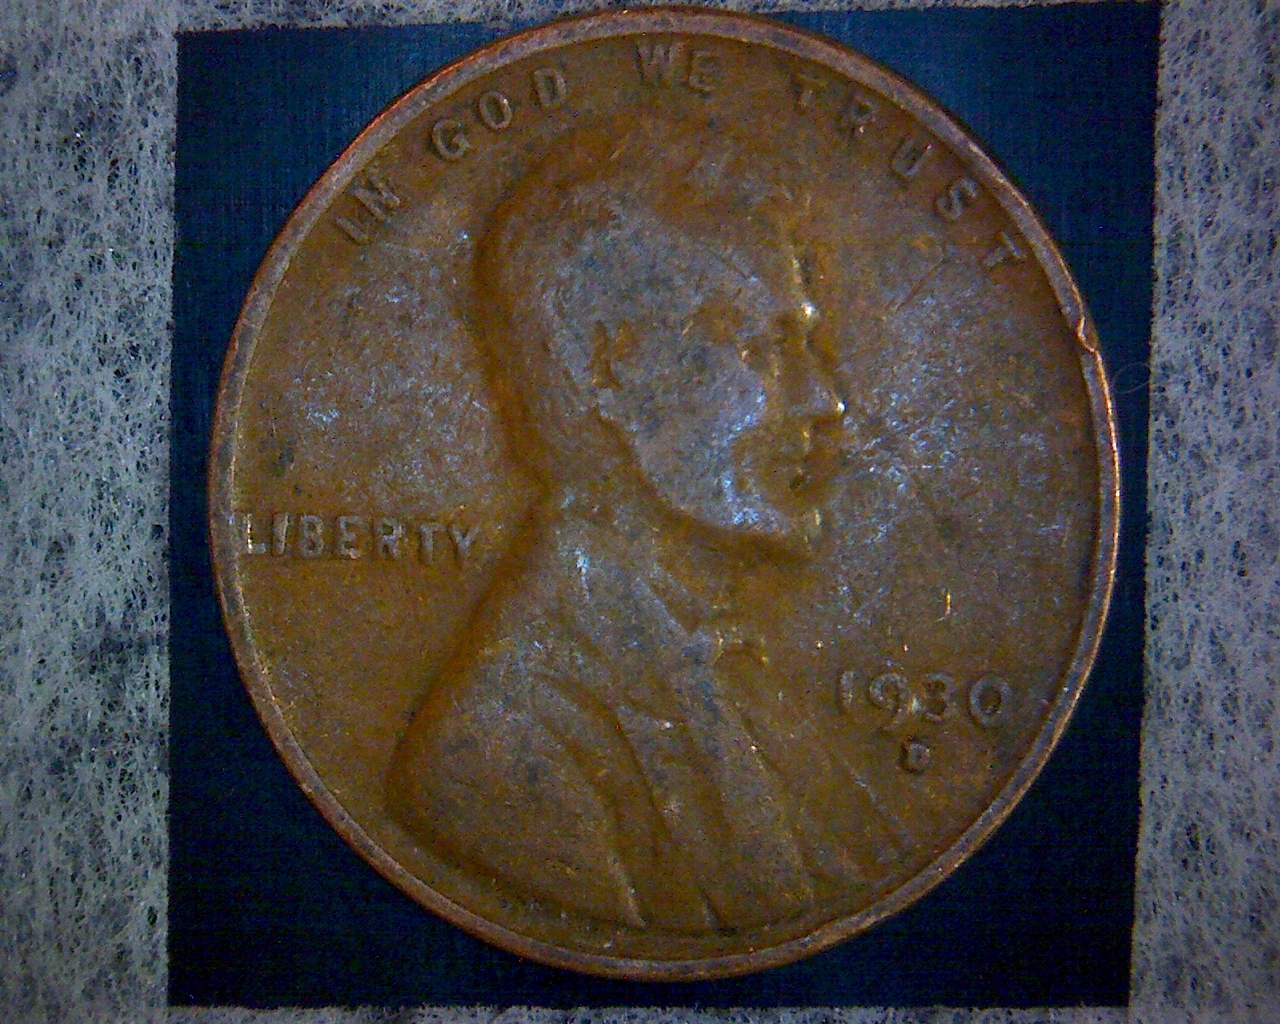 IN GOD WE TRUST
LIBERTY
1930
D